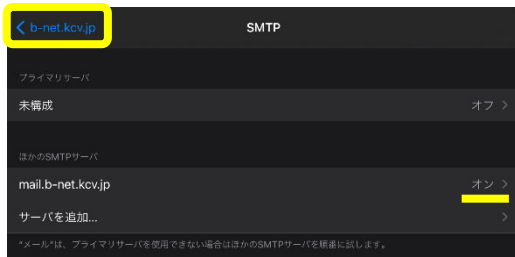 b-net.kcv.jp
SMTP
プライマリサーバ
未構成 オフ
ほかのSMTPサーバ
mail.b-net.kcv.jp オン
サーバを追加...
"メール"は、プライマリサーバを使用できない場合はほかのSMTPサーバを順番に試します。